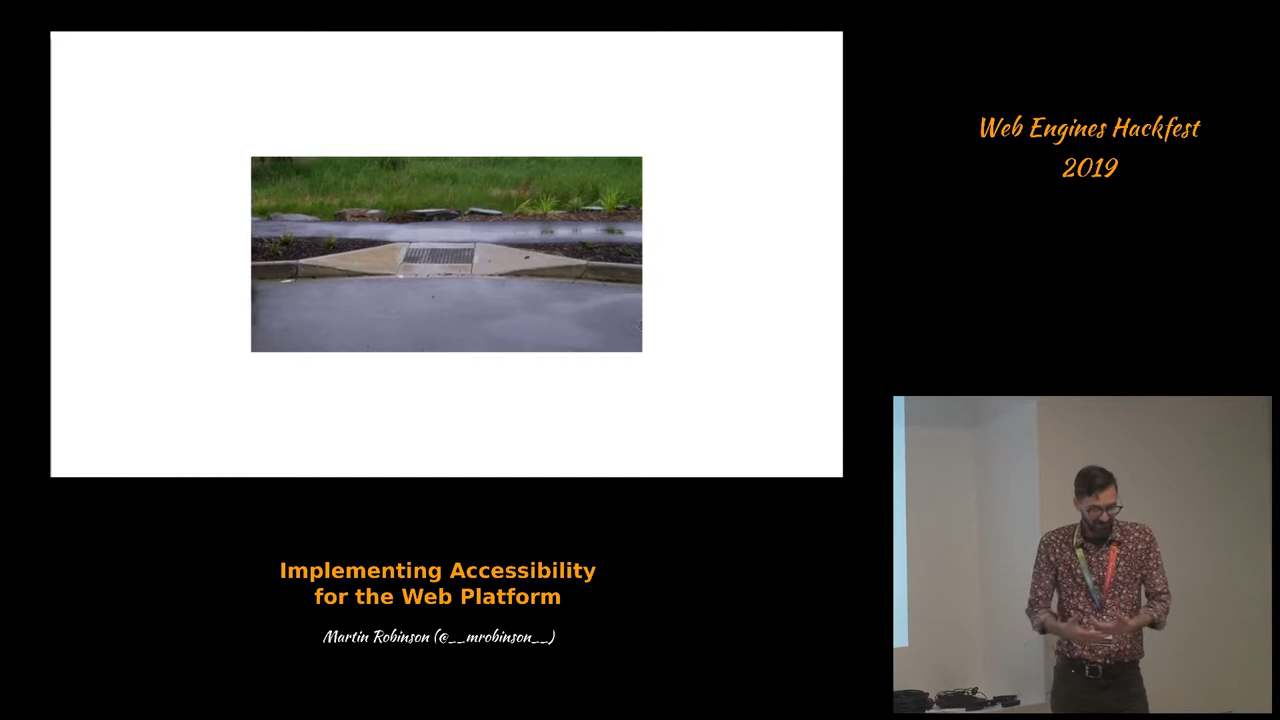 Web Engines Hackfest
2019
Implementing Accessibility
for the Web Platform
Martin Robinson (@__mrobinson__)